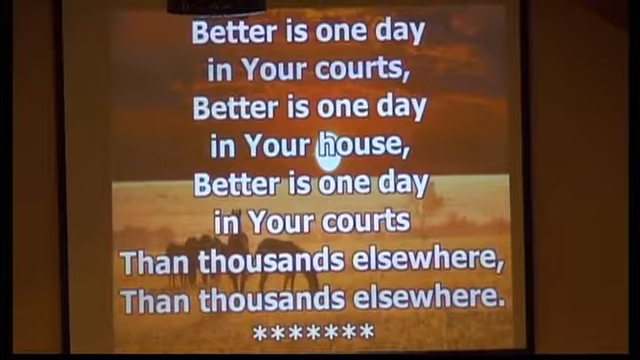 Better is one day
in Your courts,
Better is one day
in Your house,
Better is one day
in Your courts
Than thousands elsewhere,
Than thousands elsewhere.
*******